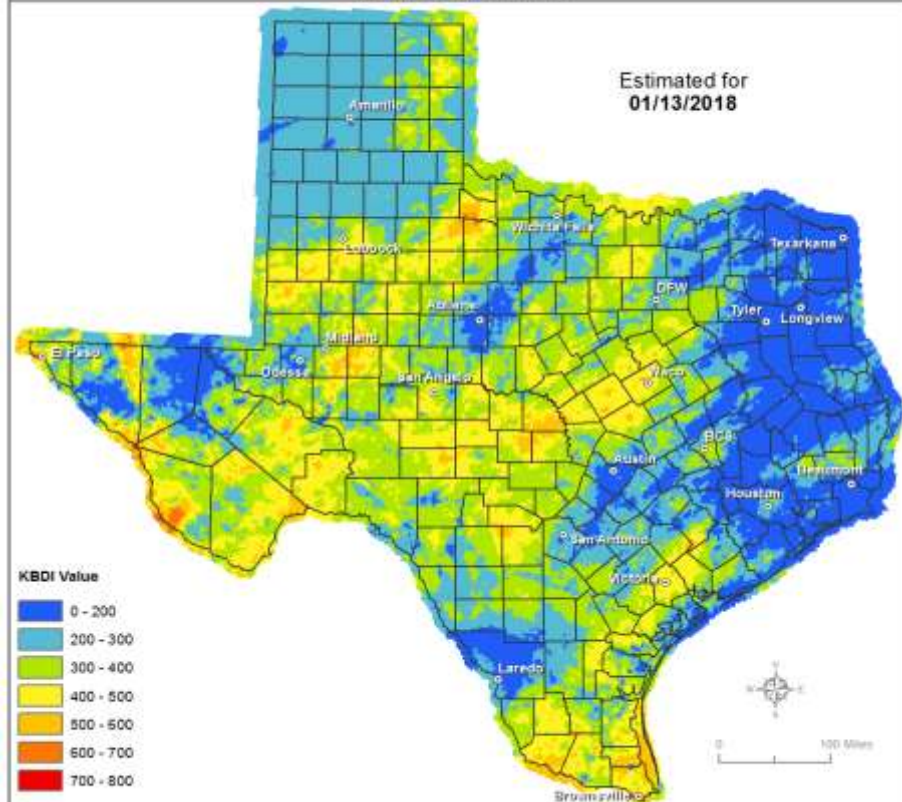 Estimated for
01/13/2018
Amarillo
Wichita Falls
Texarkana
Lubbock
DFW
Abilene
Tyler
Longview
Midland
El Paso
Odessa
San Angelo
Waco
BCS
Austin
Beaumont
Houston
San Antonio
Victoria
Laredo
Brownsville
KBDI Value
0 - 200
200 - 300
300 - 400
400 - 500
500 - 600
600 - 700
700 - 800
N
W
E
S
0 100 Miles